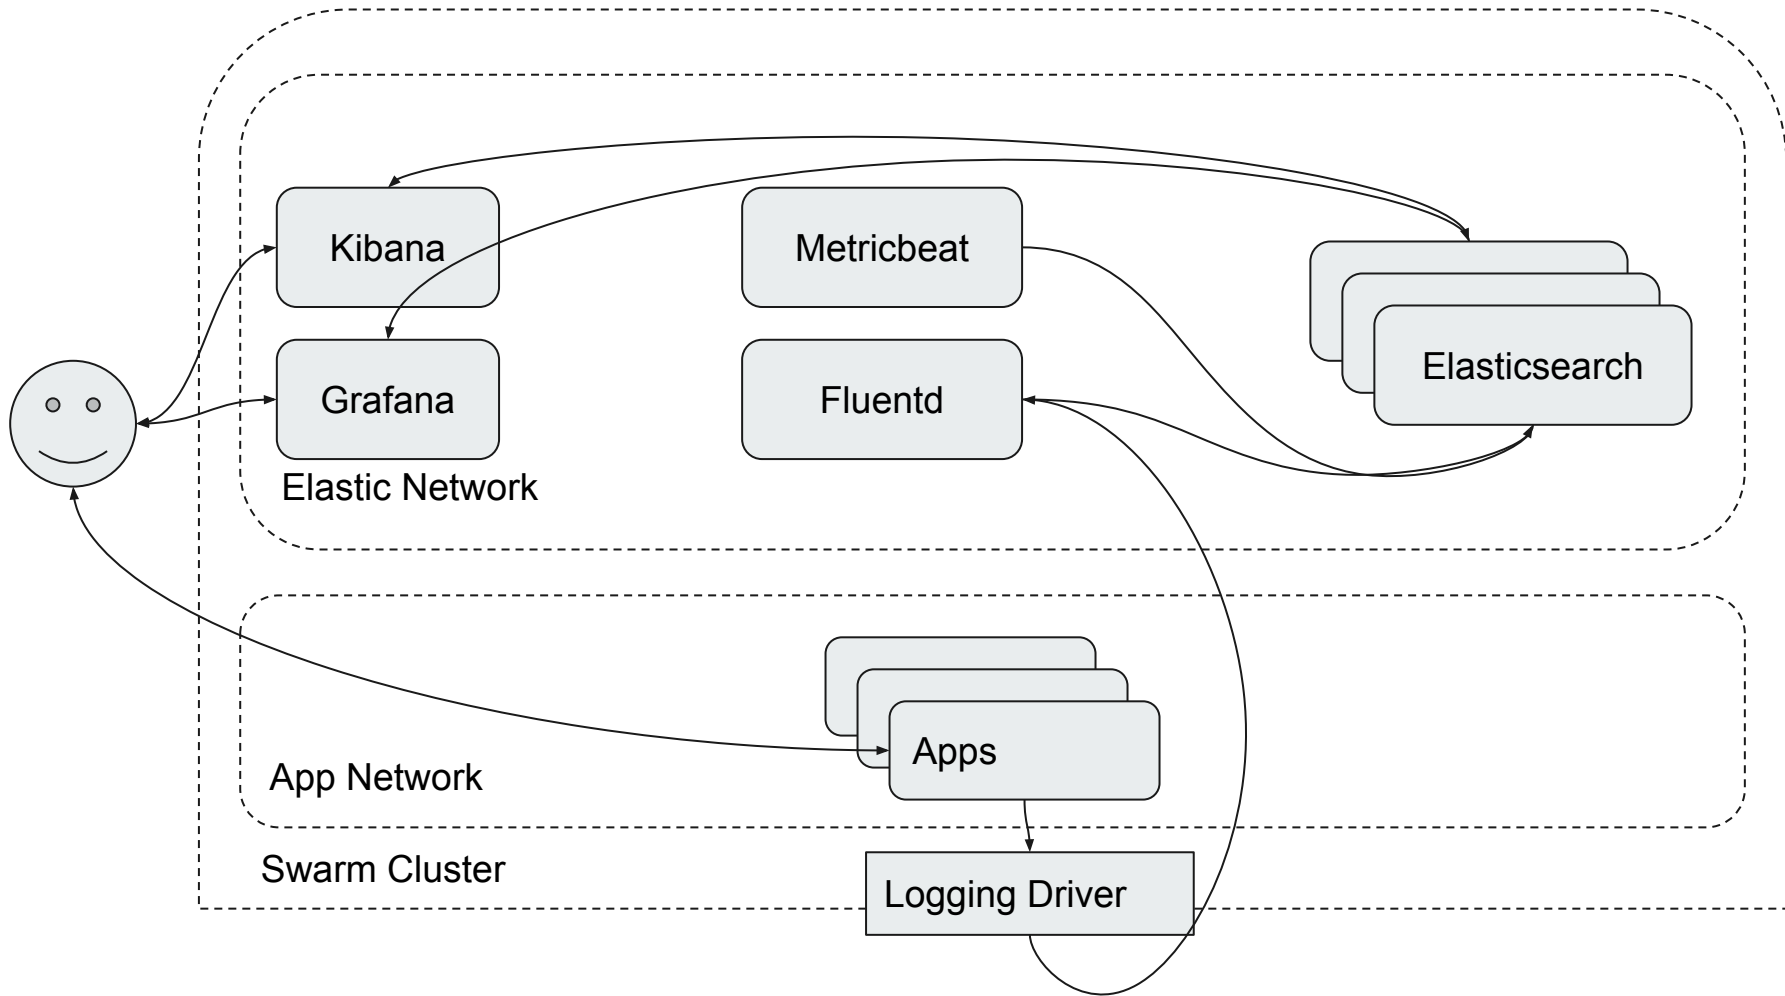 Kibana
Metricbeat
Elasticsearch
Grafana
Fluentd
Elastic Network
Apps
App Network
Swarm Cluster
Logging Driver